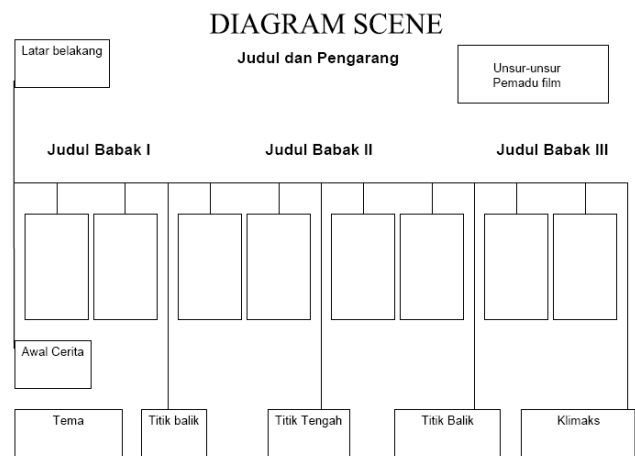 DIAGRAM SCENE
Latar belakang
Judul dan Pengarang
Unsur-unsur
Pemadu film
Judul Babak I
Judul Babak II
Judul Babak III
Awal Cerita
Tema
Titik balik
Titik Tengah
Titik Balik
Klimaks